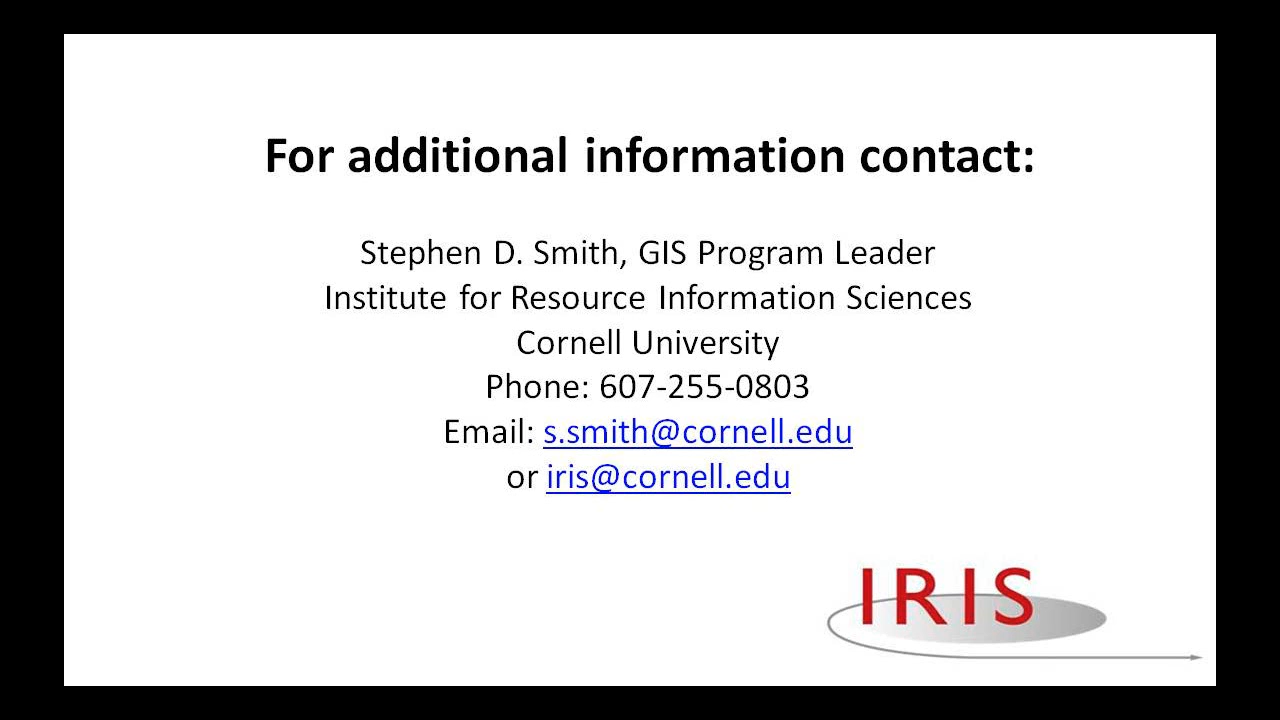 For additional information contact:
Stephen D. Smith, GIS Program Leader
Institute for Resource Information Sciences
Cornell University
Phone: 607-255-0803
Email: s.smith@cornell.edu
or iris@cornell.edu
IRIS